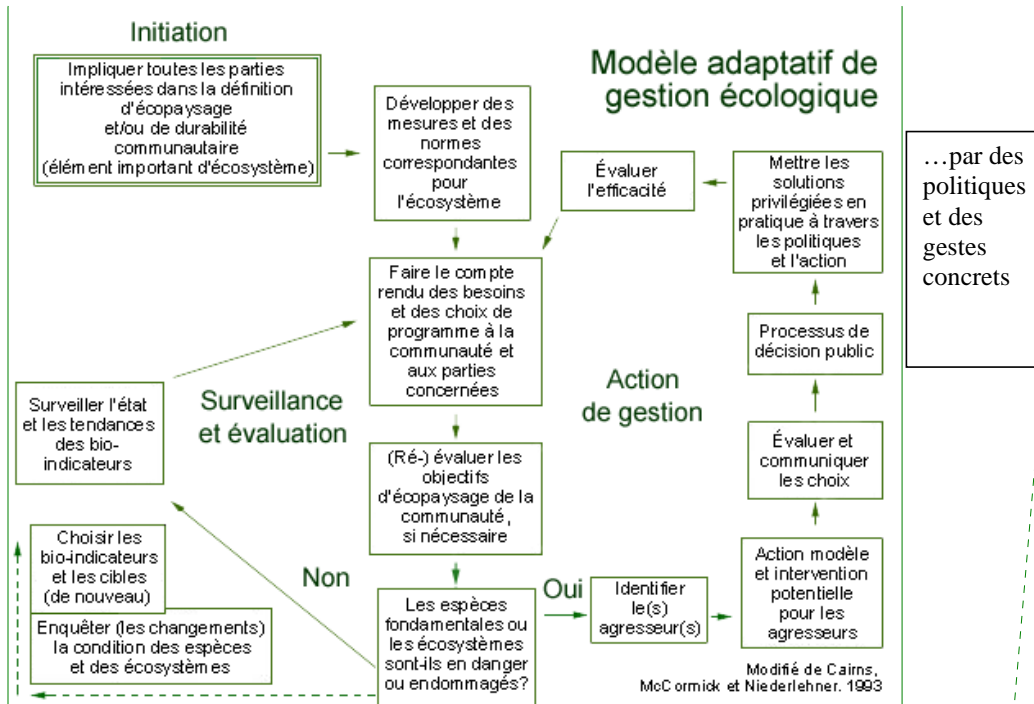 Initiation
Impliquer toutes les parties
intéressées dans la définition
d'écopaysage
et/ou de durabilité
communautaire
(élément important d'écosystème)
Développer des
mesures et des
normes
correspondantes
pour
l'écosystème
Modèle adaptatif de
gestion écologique
Évaluer
l'efficacité
Mettre les
solutions
privilégiées en
pratique à travers
les politiques
et l'action
…par des
politiques
et des
gestes
concrets
Faire le compte
rendu des besoins
et des choix de
programme à la
communauté et
aux parties
concernées
Processus de
décision public
Surveiller l'état
et les tendances
des bio-
indicateurs
Surveillance
et évaluation
Action
de gestion
(Ré-) évaluer les
objectifs
d'écopaysage de la
communauté,
si nécessaire
Évaluer et
communiquer
les choix
Choisir les
bio-indicateurs
et les cibles
(de nouveau)
Enquêter (les changements)
la condition des espèces
et des écosystèmes
Non
Les espèces
fondamentales ou
les écosystèmes
sont-ils en danger
ou endommagés?
Oui
Identifier
le(s)
agresseur(s)
Action modèle
et intervention
potentielle
pour les
agresseurs
Modifié de Cairns,
McCormick et Niederlehner. 1993